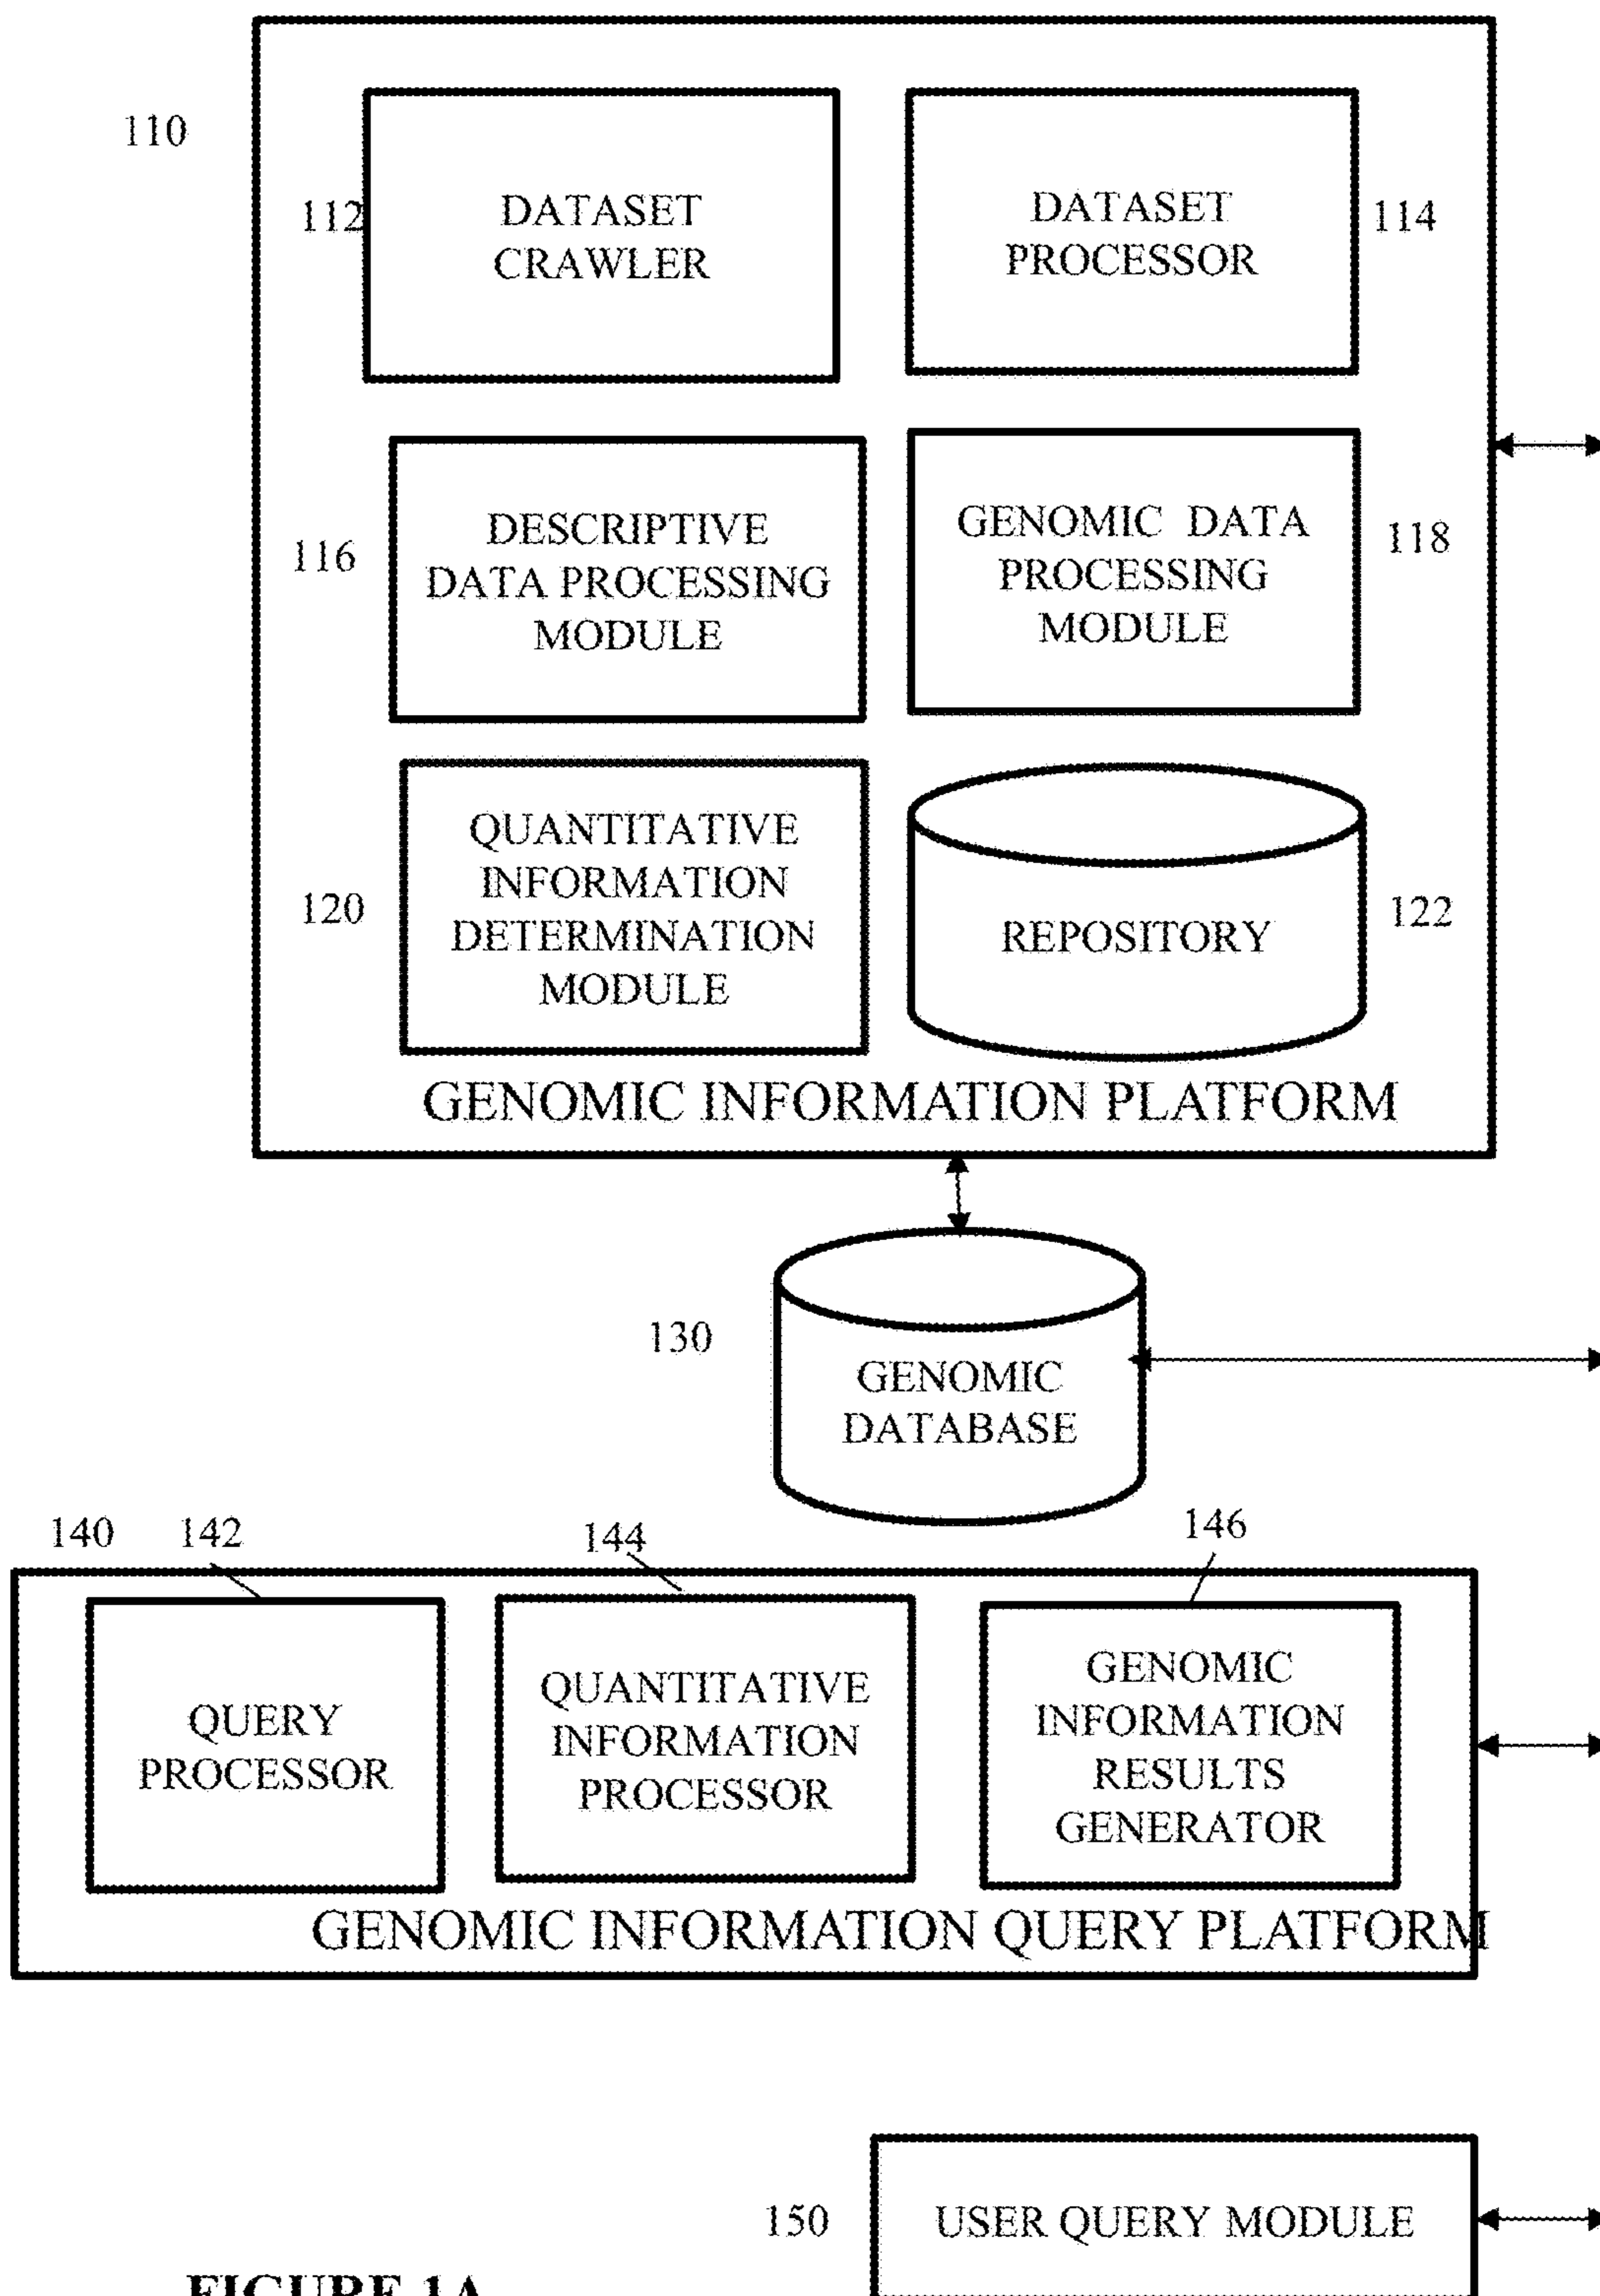 110
112
DATASET
CRAWLER
DATASET
PROCESSOR
114
116
DESCRIPTIVE
DATA PROCESSING
MODULE
GENOMIC DATA
PROCESSING
MODULE
118
120
QUANTITATIVE
INFORMATION
DETERMINATION
MODULE
REPOSITORY
122
GENOMIC INFORMATION PLATFORM
130
GENOMIC
DATABASE
140
142
144
146
QUERY
PROCESSOR
QUANTITATIVE
INFORMATION
PROCESSOR
GENOMIC
INFORMATION
RESULTS
GENERATOR
GENOMIC INFORMATION QUERY PLATFORM
150
USER QUERY MODULE
FIGURE 1A